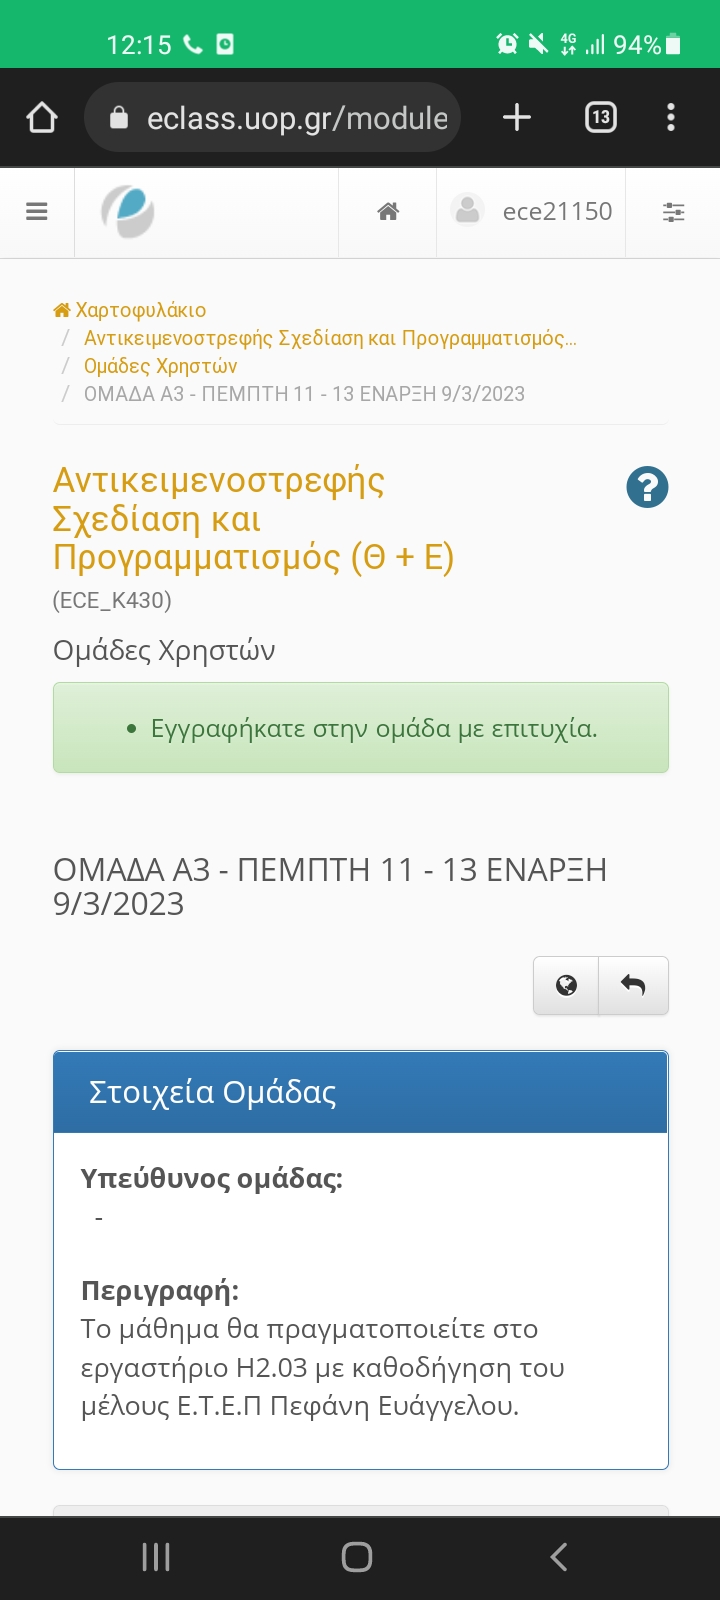 12:15
4G
94%
eclass.uop.gr/module
13
ece21150
Χαρτοφυλάκιο
/ Αντικειμενοστρεφής Σχεδίαση και Προγραμματισμός...
/ Ομάδες Χρηστών
/ ΟΜΑΔΑ Α3 - ΠΕΜΠΤΗ 11 - 13 ΕΝΑΡΞΗ 9/3/2023
Αντικειμενοστρεφής
Σχεδίαση και
Προγραμματισμός (Θ + Ε)
(ECE_K430)
Ομάδες Χρηστών
• Εγγραφήκατε στην ομάδα με επιτυχία.
ΟΜΑΔΑ Α3 - ΠΕΜΠΤΗ 11 - 13 ΕΝΑΡΞΗ
9/3/2023
Στοιχεία Ομάδας
Υπεύθυνος ομάδας:
-
Περιγραφή:
Το μάθημα θα πραγματοποιείτε στο
εργαστήριο Η2.03 με καθοδήγηση του
μέλους Ε.Τ.Ε.Π Πεφάνη Ευάγγελου.